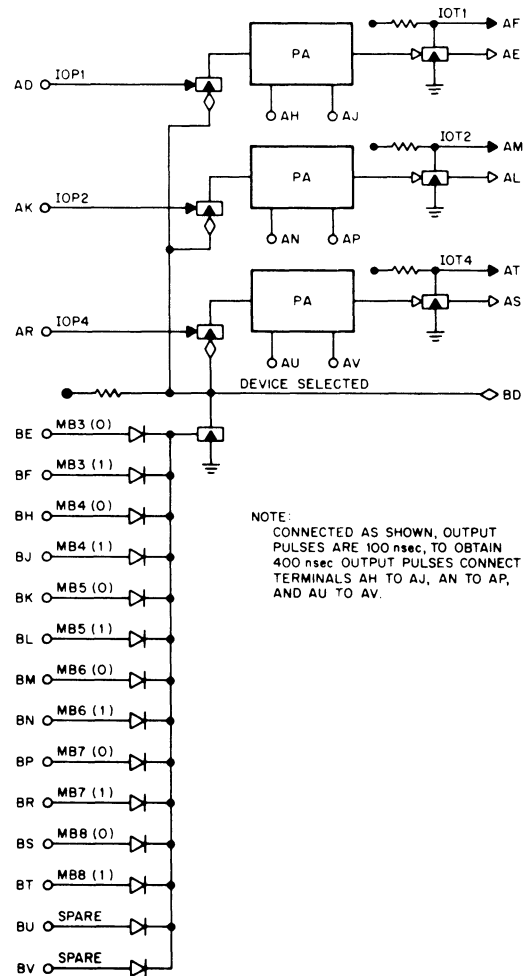 IOT1
AF
AE
PA
AD IOP1
AH AJ
IOT2
AM
AL
PA
AK IOP2
AN AP
IOT4
AT
AS
PA
AR IOP4
AU AV
DEVICE SELECTED
BD
BE MB3 (0)
BF MB3 (1)
BH MB4 (0)
BJ MB4 (1)
BK MB5 (0)
BL MB5 (1)
BM MB6 (0)
BN MB6 (1)
BP MB7 (0)
BR MB7 (1)
BS MB8 (0)
BT MB8 (1)
BU SPARE
BV SPARE
NOTE:
CONNECTED AS SHOWN, OUTPUT
PULSES ARE 100 nsec, TO OBTAIN
400 nsec OUTPUT PULSES CONNECT
TERMINALS AH TO AJ, AN TO AP,
AND AU TO AV.